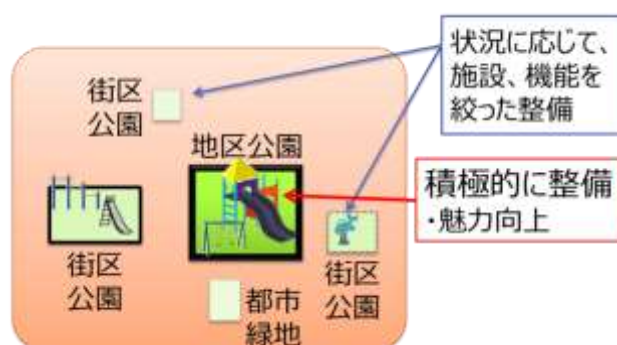 状況に応じて、
施設、機能を
絞った整備
街区
公園
地区公園
積極的に整備
・魅力向上
街区
公園
街区
公園
都市
緑地